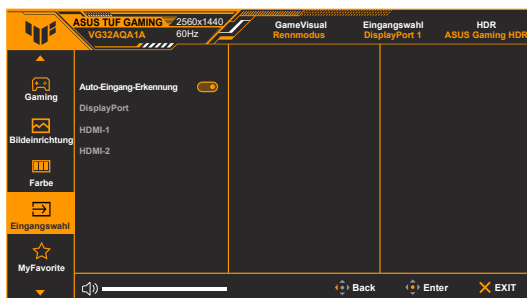 ASUS TUF GAMING 2560x1440
VG32AQA1A 60Hz
GameVisual
Rennmodus
Eingangswahl
DisplayPort 1
HDR
ASUS Gaming HDR
Gaming
Bildeinrichtung
Farbe
Eingangswahl
MyFavorite
Auto-Eingang-Erkennung
DisplayPort
HDMI-1
HDMI-2
Back
Enter
EXIT